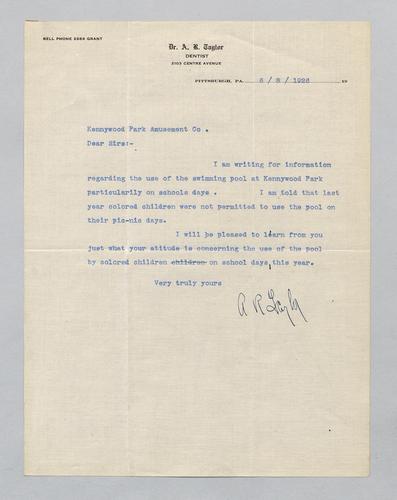 BELL PHONE 2258 GRANT
Dr. A. R. Taylor
DENTIST
2103 CENTRE AVENUE
PITTSBURGH, PA. 6 / 8 / 1926 19
Kennywood Park Amusement Co .
Dear Sirs:-
I am writing for information
regarding the use of the swimming pool at Kennywood Park
particularily on schools days . I am told that last
year colored children were not permitted to use the pool on
their pic-nic days.
I will be pleased to learn from you
just what your attitude is concerning the use of the pool
by colored children children on school days, this year.
Very truly yours
A R Taylor